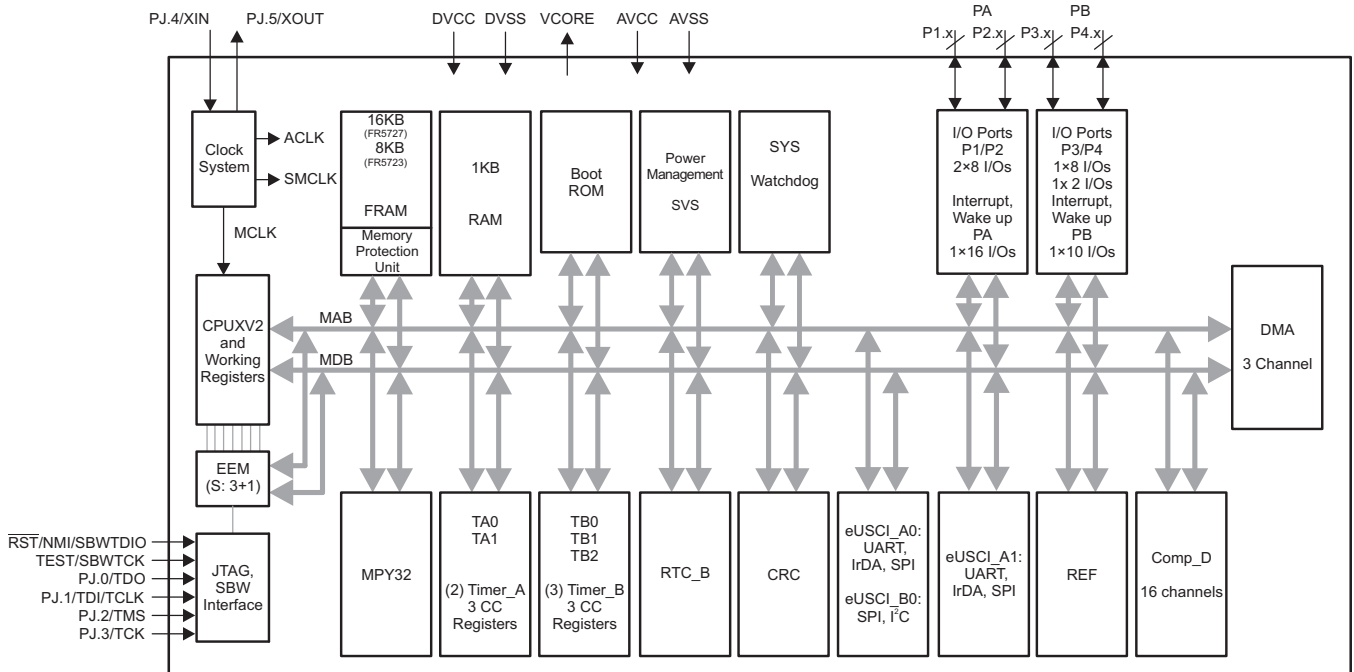 PJ.4/XIN
PJ.5/XOUT
DVCC
DVSS
VCORE
AVCC
AVSS
PA
PB
P1.x
P2.x
P3.x
P4.x
Clock
System
ACLK
SMCLK
MCLK
16KB
(FR5727)
8KB
(FR5723)
FRAM
Memory
Protection
Unit
1KB
RAM
Boot
ROM
Power
Management
SVS
SYS
Watchdog
I/O Ports
P1/P2
2×8 I/Os
Interrupt,
Wake up
PA
1×16 I/Os
I/O Ports
P3/P4
1×8 I/Os
1x 2 I/Os
Interrupt,
Wake up
PB
1×10 I/Os
CPUXV2
and
Working
Registers
MAB
MDB
DMA
3 Channel
EEM
(S: 3+1)
RST/NMI/SBWTDIO
TEST/SBWTCK
PJ.0/TDO
PJ.1/TDI/TCLK
PJ.2/TMS
PJ.3/TCK
JTAG,
SBW
Interface
MPY32
TA0
TA1
(2) Timer_A
3 CC
Registers
TB0
TB1
TB2
(3) Timer_B
3 CC
Registers
RTC_B
CRC
eUSCI_A0:
UART,
IrDA, SPI
eUSCI_B0:
SPI, I²C
eUSCI_A1:
UART,
IrDA, SPI
REF
Comp_D
16 channels